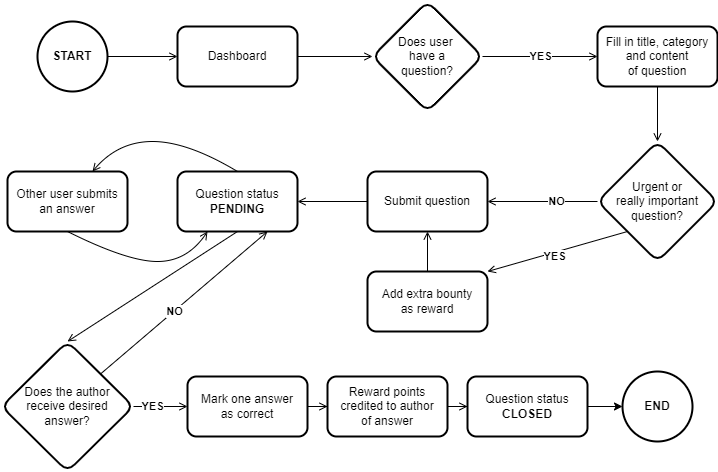 START
Dashboard
Does user
have a
question?
YES
Fill in title, category
and content
of question
Other user submits
an answer
Question status
PENDING
Submit question
NO
Urgent or
really important
question?
YES
Add extra bounty
as reward
NO
Does the author
receive desired
answer?
YES
Mark one answer
as correct
Reward points
credited to author
of answer
Question status
CLOSED
END